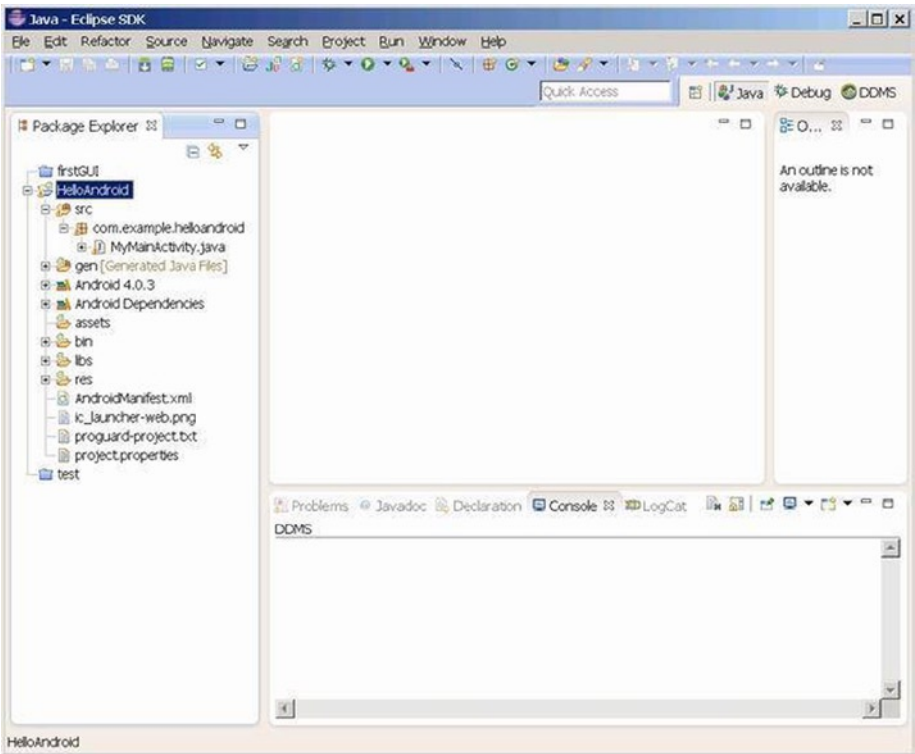 Java - Eclipse SDK
File Edit Refactor Source Navigate Search Project Run Window Help
Quick Access
Java Debug DDMS
Package Explorer
O...
An outline is not
available.
firstGUI
HelloAndroid
src
com.example.helloandroid
MyMainActivity.java
gen [Generated Java Files]
Android 4.0.3
Android Dependencies
assets
bin
libs
res
AndroidManifest.xml
ic_launcher-web.png
proguard-project.txt
project.properties
test
Problems Javadoc Declaration Console LogCat
DDMS
HelloAndroid